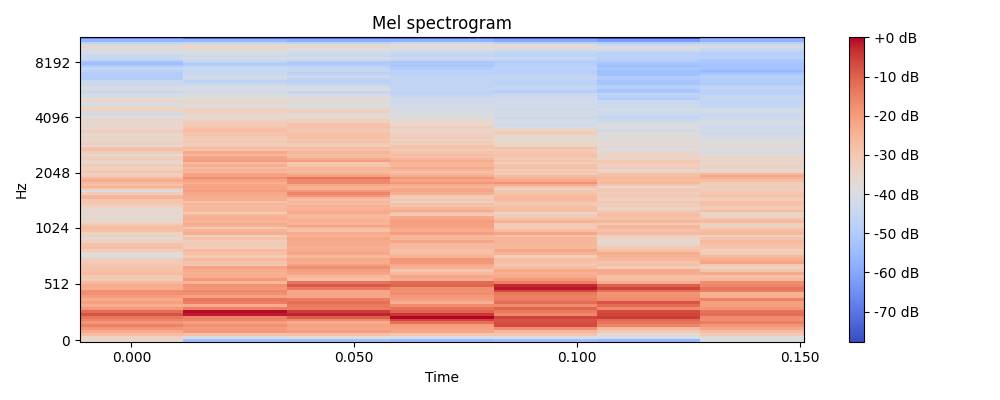 Mel spectrogram
Hz
8192
4096
2048
1024
512
0
0.000
0.050
0.100
0.150
Time
+0 dB
-10 dB
-20 dB
-30 dB
-40 dB
-50 dB
-60 dB
-70 dB